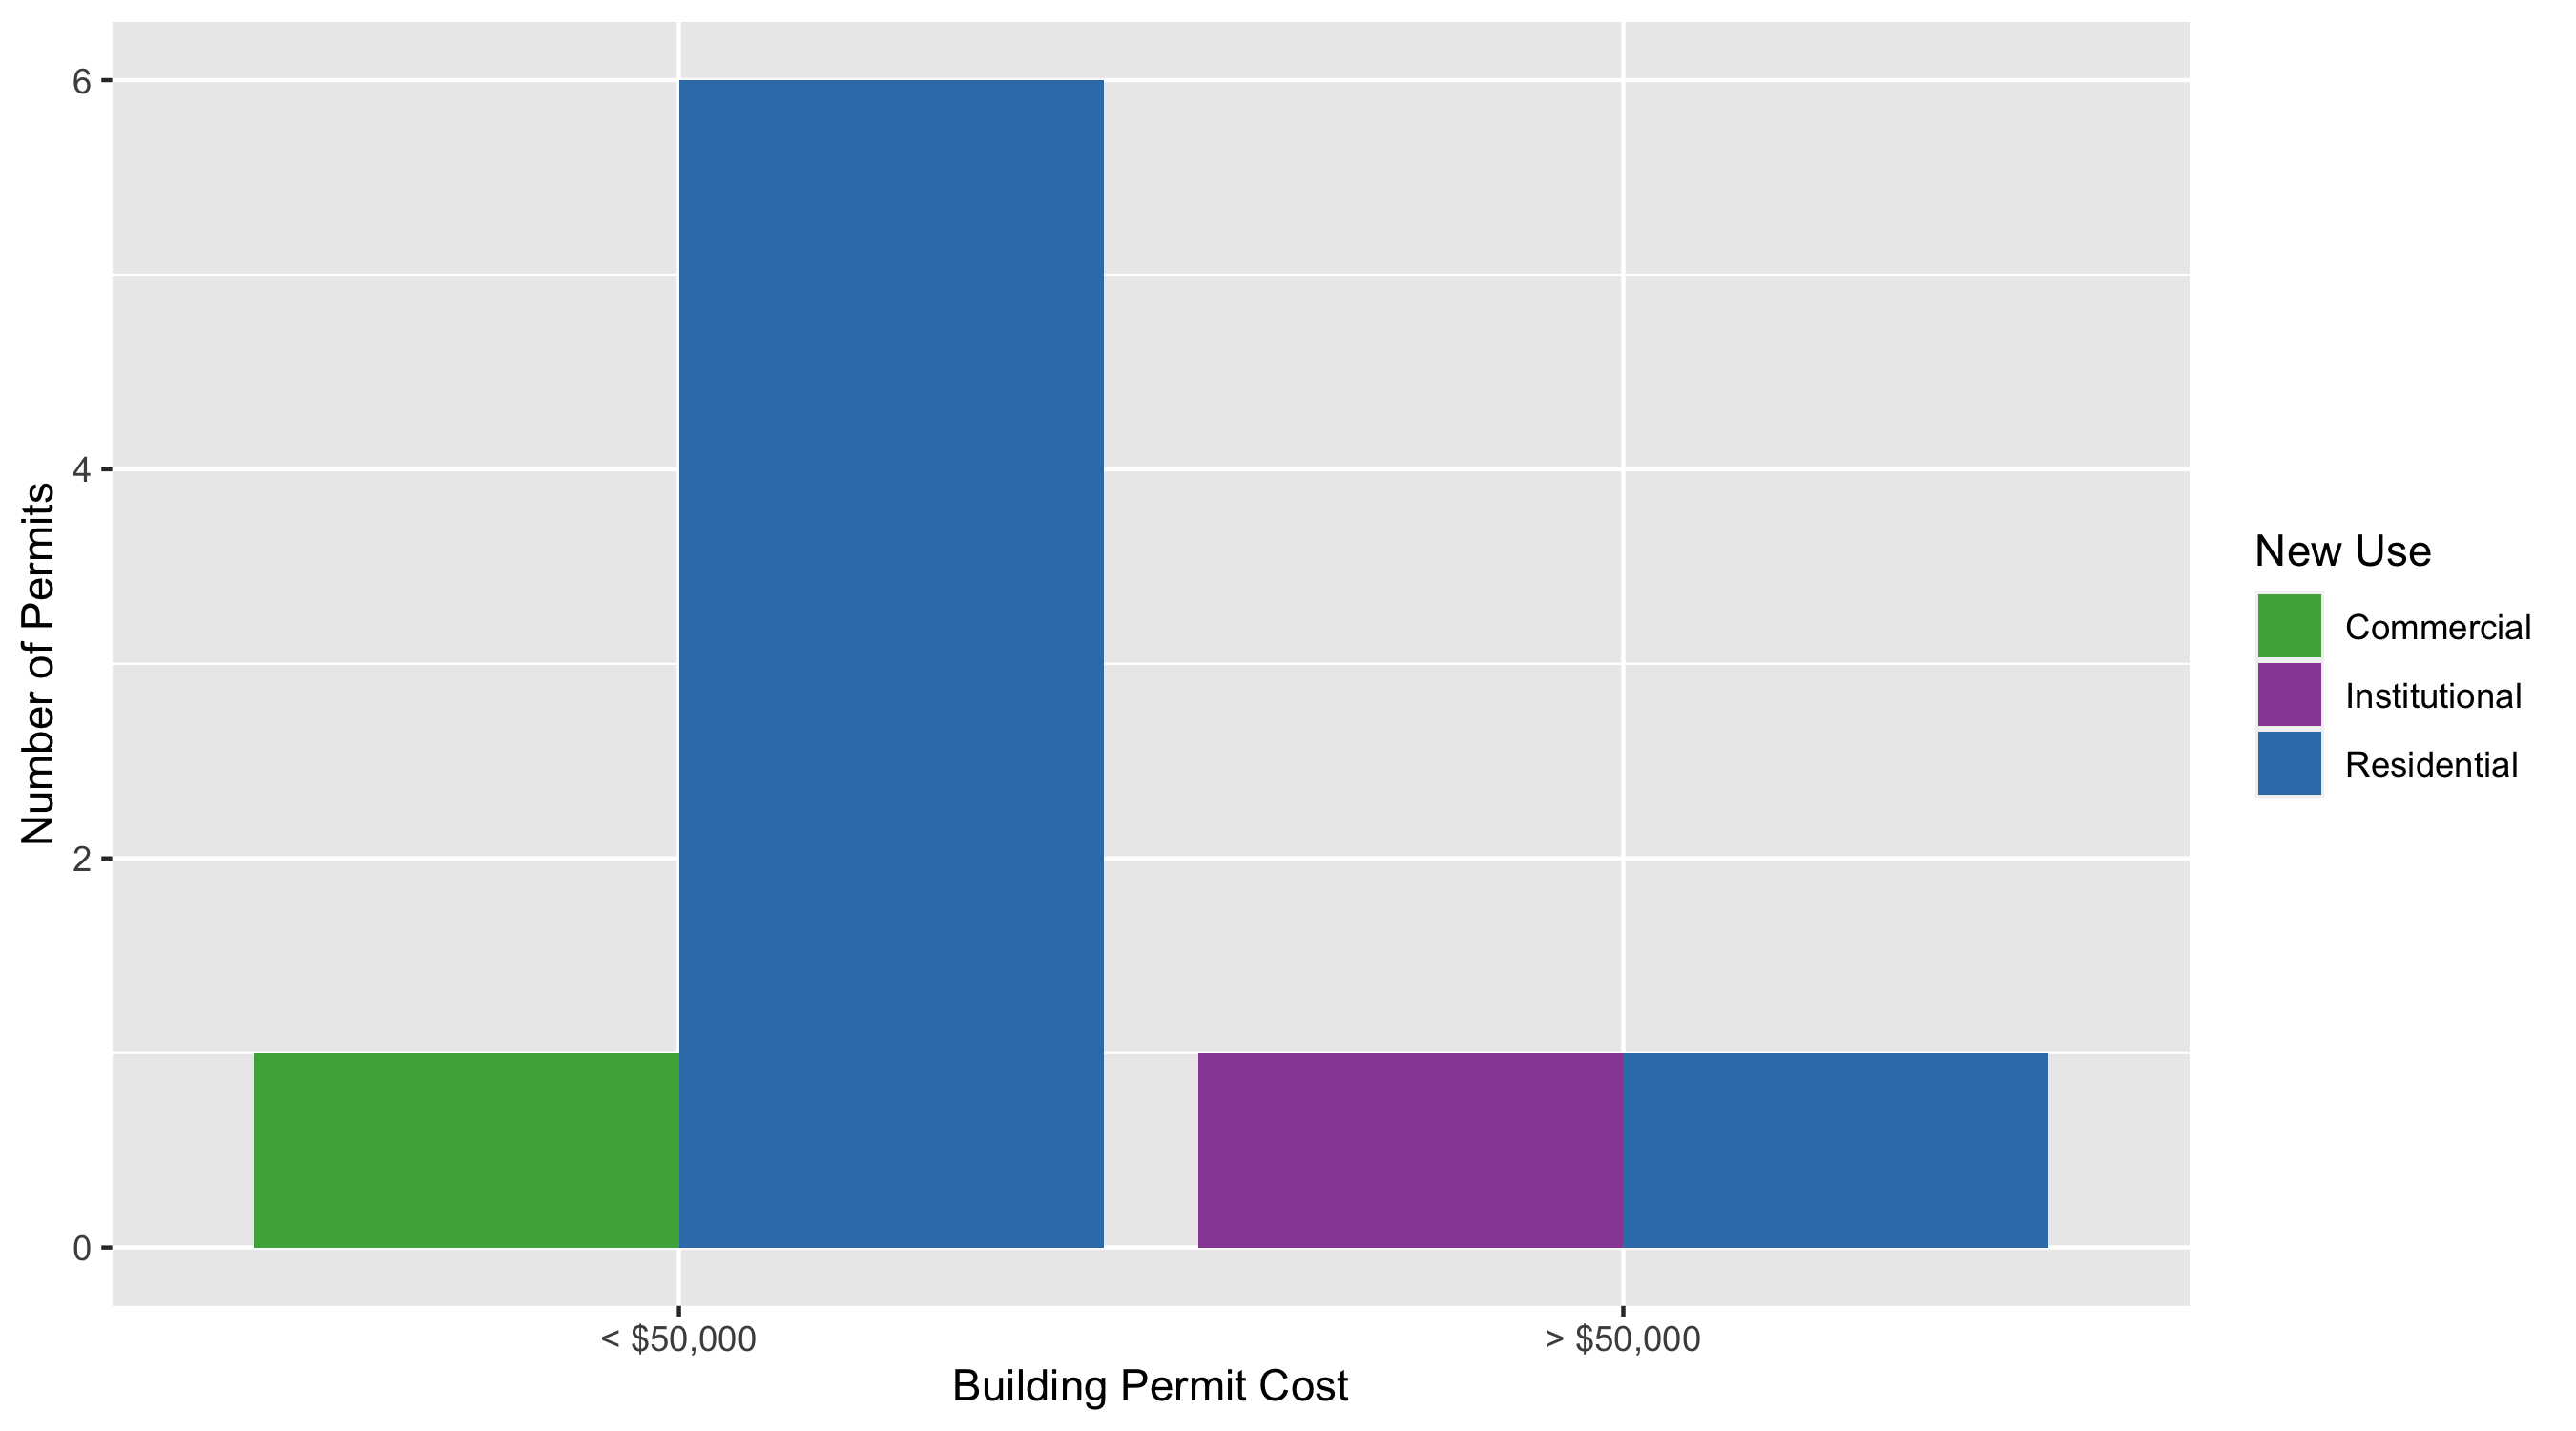 6
4
2
0
Number of Permits
< $50,000
> $50,000
Building Permit Cost
New Use
Commercial
Institutional
Residential